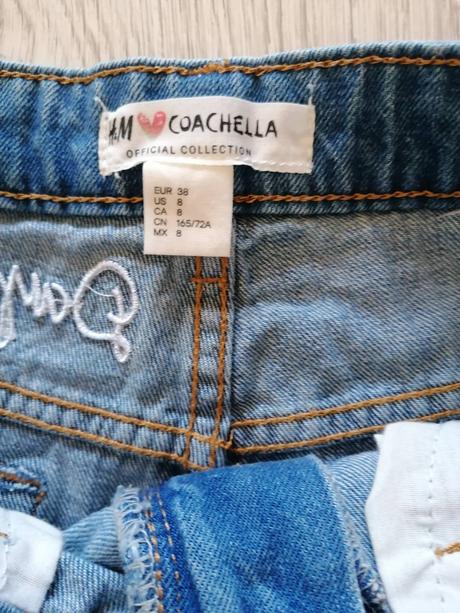 H&M COACHELLA
OFFICIAL COLLECTION
EUR 38
US 8
CA 8
CN 165/72A
MX 8